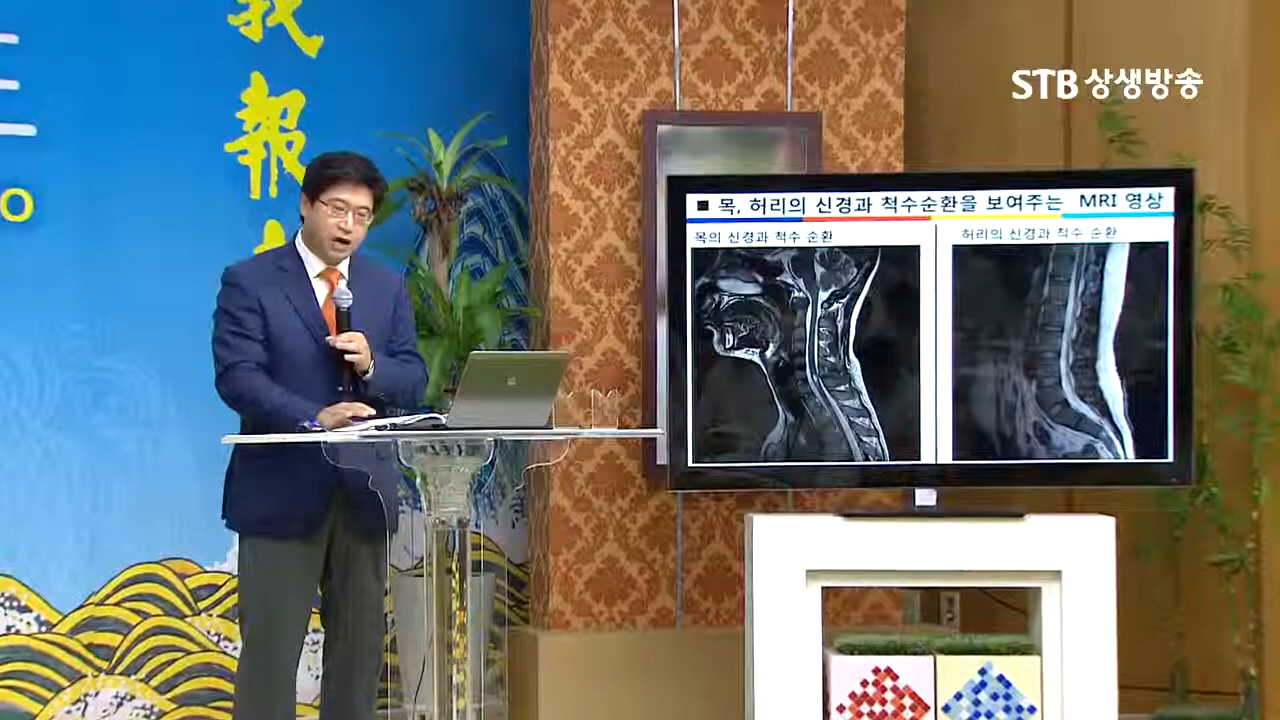 我
報
O
STB 상생방송
■ 목, 허리의 신경과 척수순환을 보여주는 MRI 영상
목의 신경과 척수 순환
허리의 신경과 척수 순환